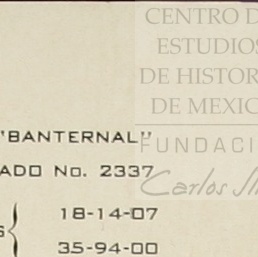 CENTRO D
ESTUDIOS
DE HISTOR
DE MEXIC
FUNDACI
Carlos Sl
"BANTERNAL"
ADO No. 2337
18-14-07
S{
35-94-00